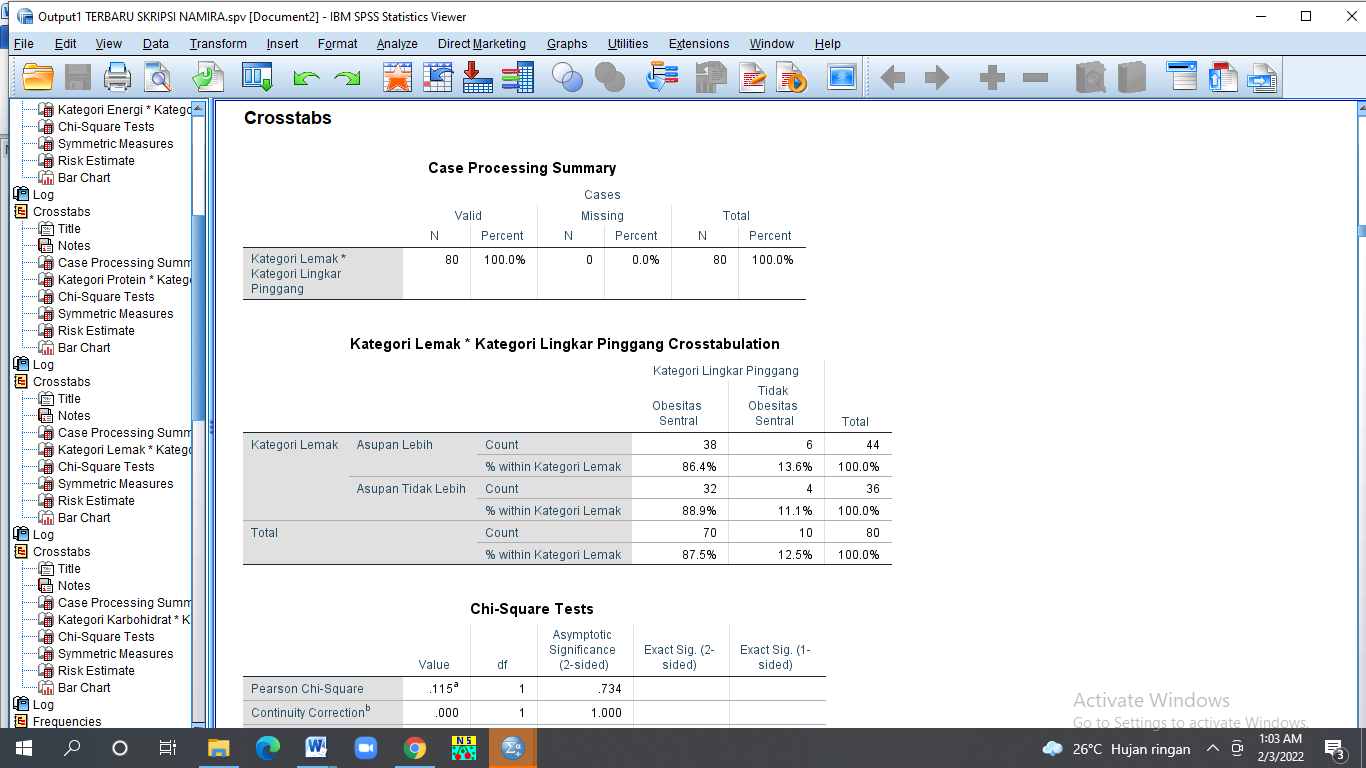 Output1 TERBARU SKRIPSI NAMIRA.spv [Document2] - IBM SPSS Statistics Viewer
File Edit View Data Transform Insert Format Analyze Direct Marketing Graphs Utilities Extensions Window Help
Kategori Energi * Katego
Chi-Square Tests
Symmetric Measures
Risk Estimate
Bar Chart
Log
Crosstabs
Title
Notes
Case Processing Summ
Kategori Protein * Kateg
Chi-Square Tests
Symmetric Measures
Risk Estimate
Bar Chart
Log
Crosstabs
Title
Notes
Case Processing Summ
Kategori Lemak * Katego
Chi-Square Tests
Symmetric Measures
Risk Estimate
Bar Chart
Log
Crosstabs
Title
Notes
Case Processing Summ
Kategori Karbohidrat * K
Chi-Square Tests
Symmetric Measures
Risk Estimate
Bar Chart
Log
Frequencies
Crosstabs
Case Processing Summary
Cases
Valid Missing Total
N Percent N Percent N Percent
Kategori Lemak * 80 100.0% 0 0.0% 80 100.0%
Kategori Lingkar
Pinggang
Kategori Lemak * Kategori Lingkar Pinggang Crosstabulation
Kategori Lingkar Pinggang
Tidak
Obesitas Obesitas
Sentral Sentral Total
Kategori Lemak Asupan Lebih Count 38 6 44
% within Kategori Lemak 86.4% 13.6% 100.0%
Asupan Tidak Lebih Count 32 4 36
% within Kategori Lemak 88.9% 11.1% 100.0%
Total Count 70 10 80
% within Kategori Lemak 87.5% 12.5% 100.0%
Chi-Square Tests
Asymptotic
Significance Exact Sig. (2- Exact Sig. (1-
Value df (2-sided) sided) sided)
Pearson Chi-Square .115a 1 .734
Continuity Correctionb .000 1 1.000
Activate Windows
Go to Settings to activate Windows.
N 5
26°C Hujan ringan
1:03 AM
2/3/2022
3